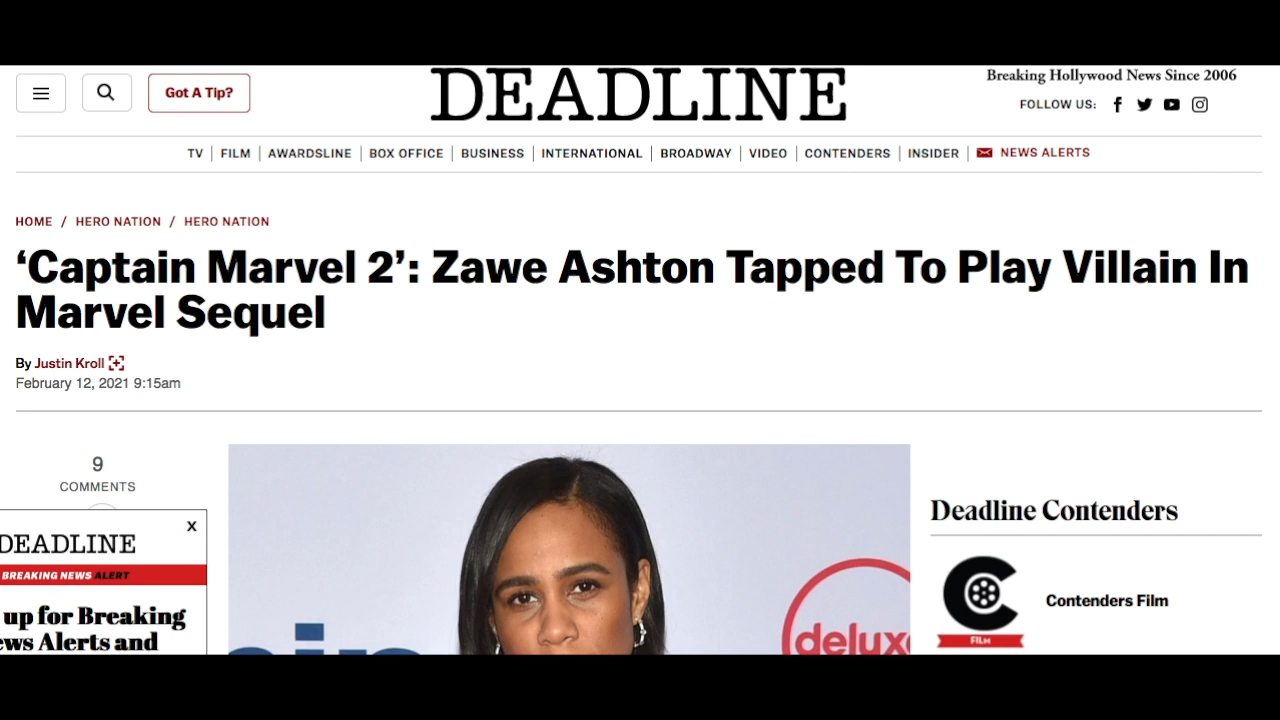 Got A Tip?
DEADLINE
Breaking Hollywood News Since 2006
FOLLOW US:
TV | FILM | AWARDSLINE | BOX OFFICE | BUSINESS | INTERNATIONAL | BROADWAY | VIDEO | CONTENDERS | INSIDER | NEWS ALERTS
HOME / HERO NATION / HERO NATION
‘Captain Marvel 2’: Zawe Ashton Tapped To Play Villain In
Marvel Sequel
By Justin Kroll
February 12, 2021 9:15am
9
COMMENTS
X
DEADLINE
BREAKING NEWS ALERT
up for Breaking
ews Alerts and
delux
Deadline Contenders
FILM
Contenders Film